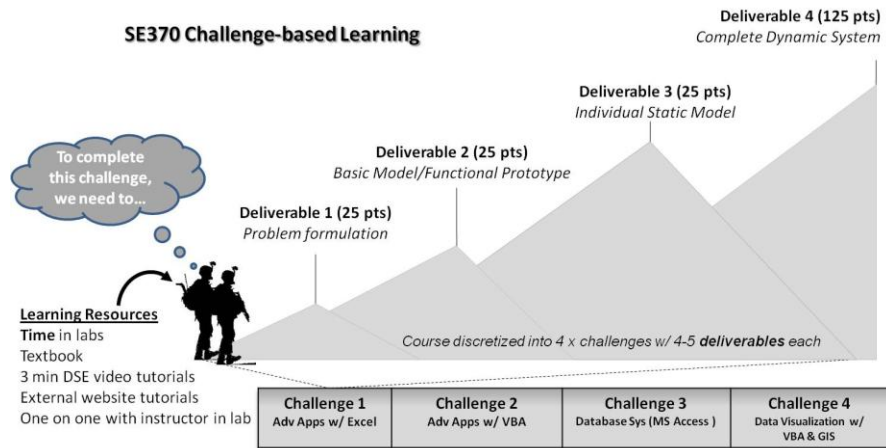 SE370 Challenge-based Learning
Deliverable 4 (125 pts)
Complete Dynamic System
Deliverable 3 (25 pts)
Individual Static Model
Deliverable 2 (25 pts)
Basic Model/Functional Prototype
Deliverable 1 (25 pts)
Problem formulation
To complete
this challenge,
we need to...
Learning Resources
Time in labs
Textbook
3 min DSE video tutorials
External website tutorials
One on one with instructor in lab
Course discretized into 4 x challenges w/ 4-5 deliverables each
Challenge 1
Adv Apps w/ Excel
Challenge 2
Adv Apps w/ VBA
Challenge 3
Database Sys (MS Access )
Challenge 4
Data Visualization w/
VBA & GIS